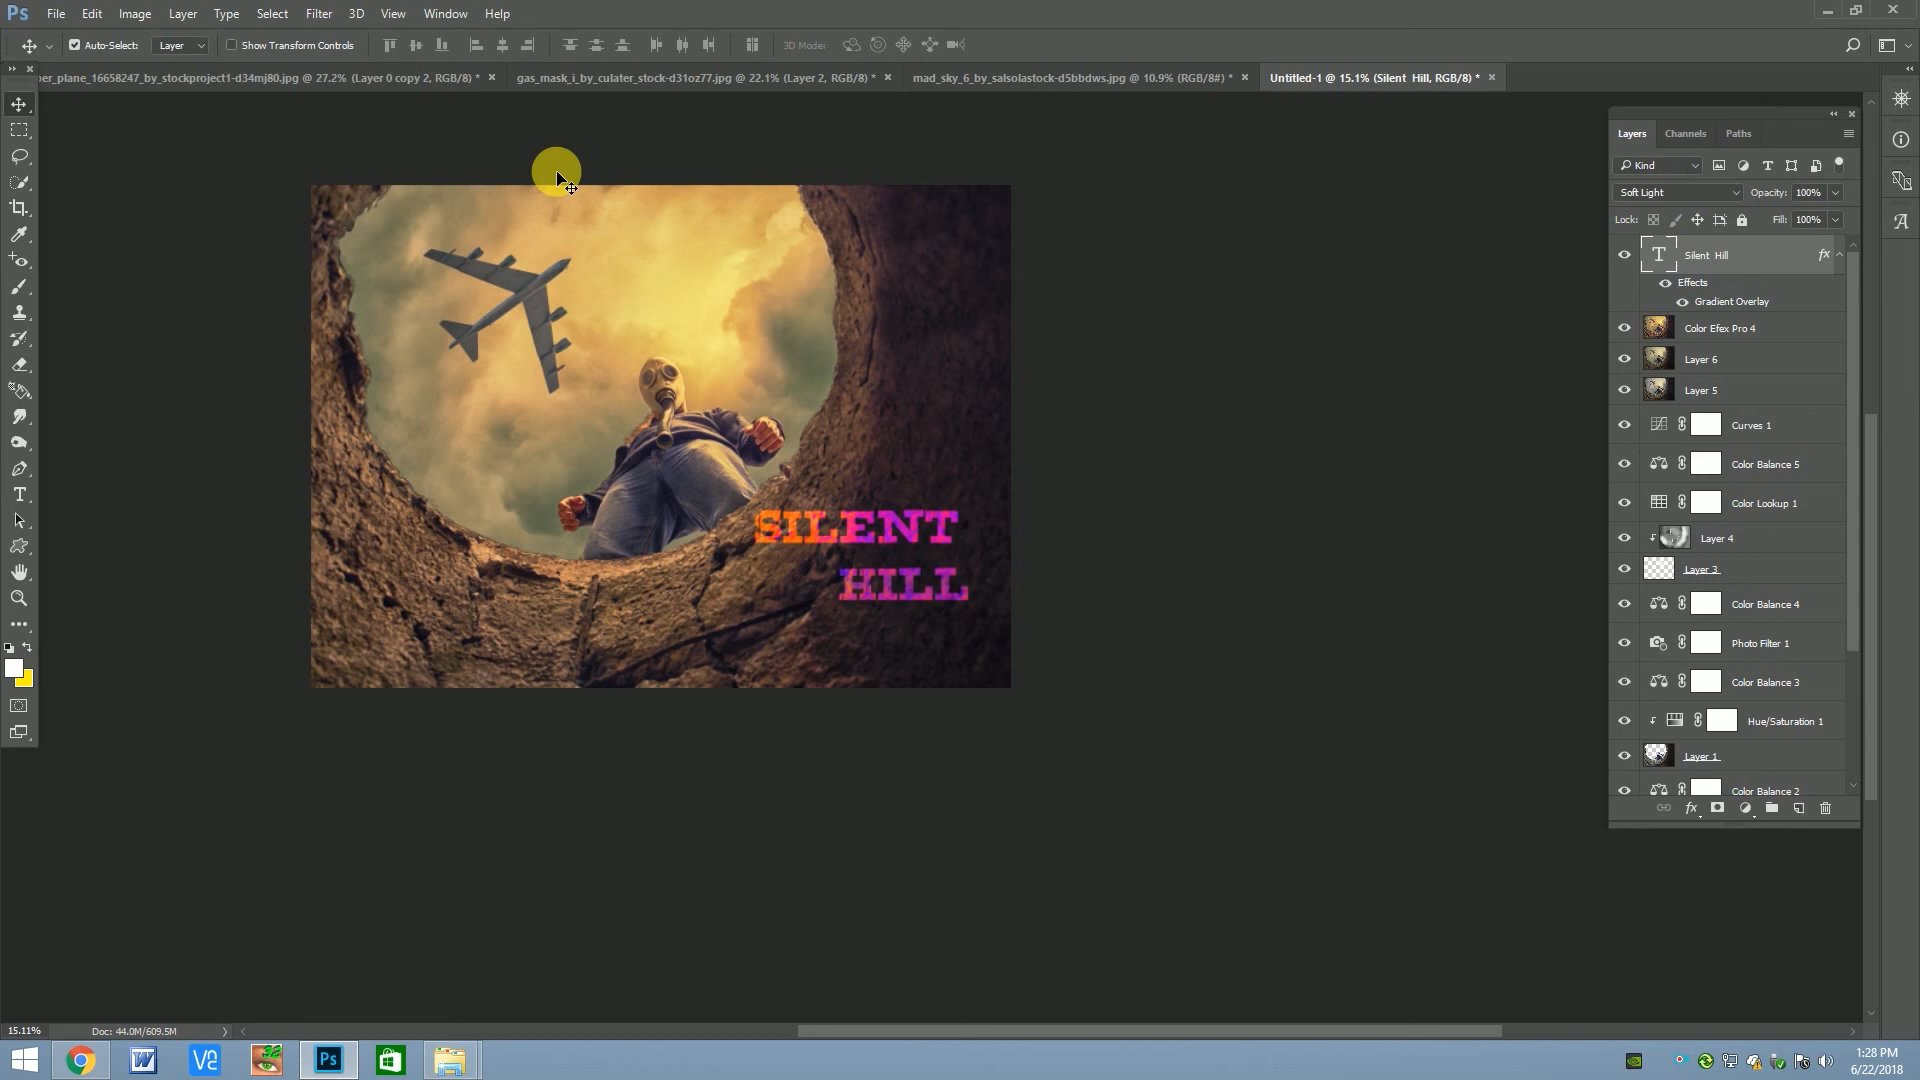 Ps File Edit Image Layer Type Select Filter 3D View Window Help
Auto-Select: Layer Show Transform Controls 3D Mode:
er_plane_16658247_by_stockproject1-d34mj80.jpg @ 27.2% (Layer 0 copy 2, RGB/8) * gas_mask_i_by_culater_stock-d31oz77.jpg @ 22.1% (Layer 2, RGB/8) * mad_sky_6_by_salsolastock-d5bbdws.jpg @ 10.9% (RGB/8#) * Untitled-1 @ 15.1% (Silent Hill, RGB/8) *
Layers Channels Paths
Kind
Soft Light Opacity: 100%
Lock: Fill: 100%
T Silent Hill fx
Effects
Gradient Overlay
Color Efex Pro 4
Layer 6
Layer 5
Curves 1
Color Balance 5
Color Lookup 1
Layer 4
Layer 3
Color Balance 4
Photo Filter 1
Color Balance 3
Hue/Saturation 1
Layer 1
Color Balance 2
fx
SILENT
HILL
15.11% Doc: 44.0M/609.5M
Ps
1:28 PM
6/22/2018